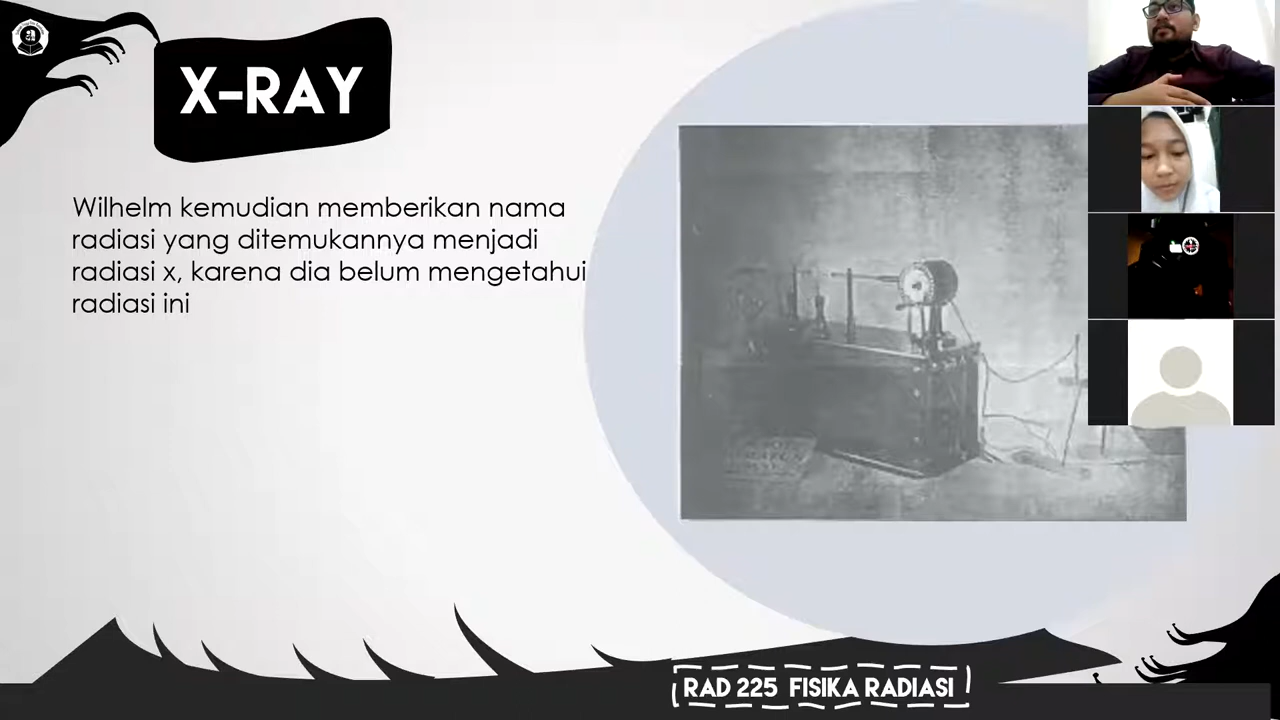 X-RAY
Wilhelm kemudian memberikan nama
radiasi yang ditemukannya menjadi
radiasi x, karena dia belum mengetahui
radiasi ini
RAD 225 FISIKA RADIASI